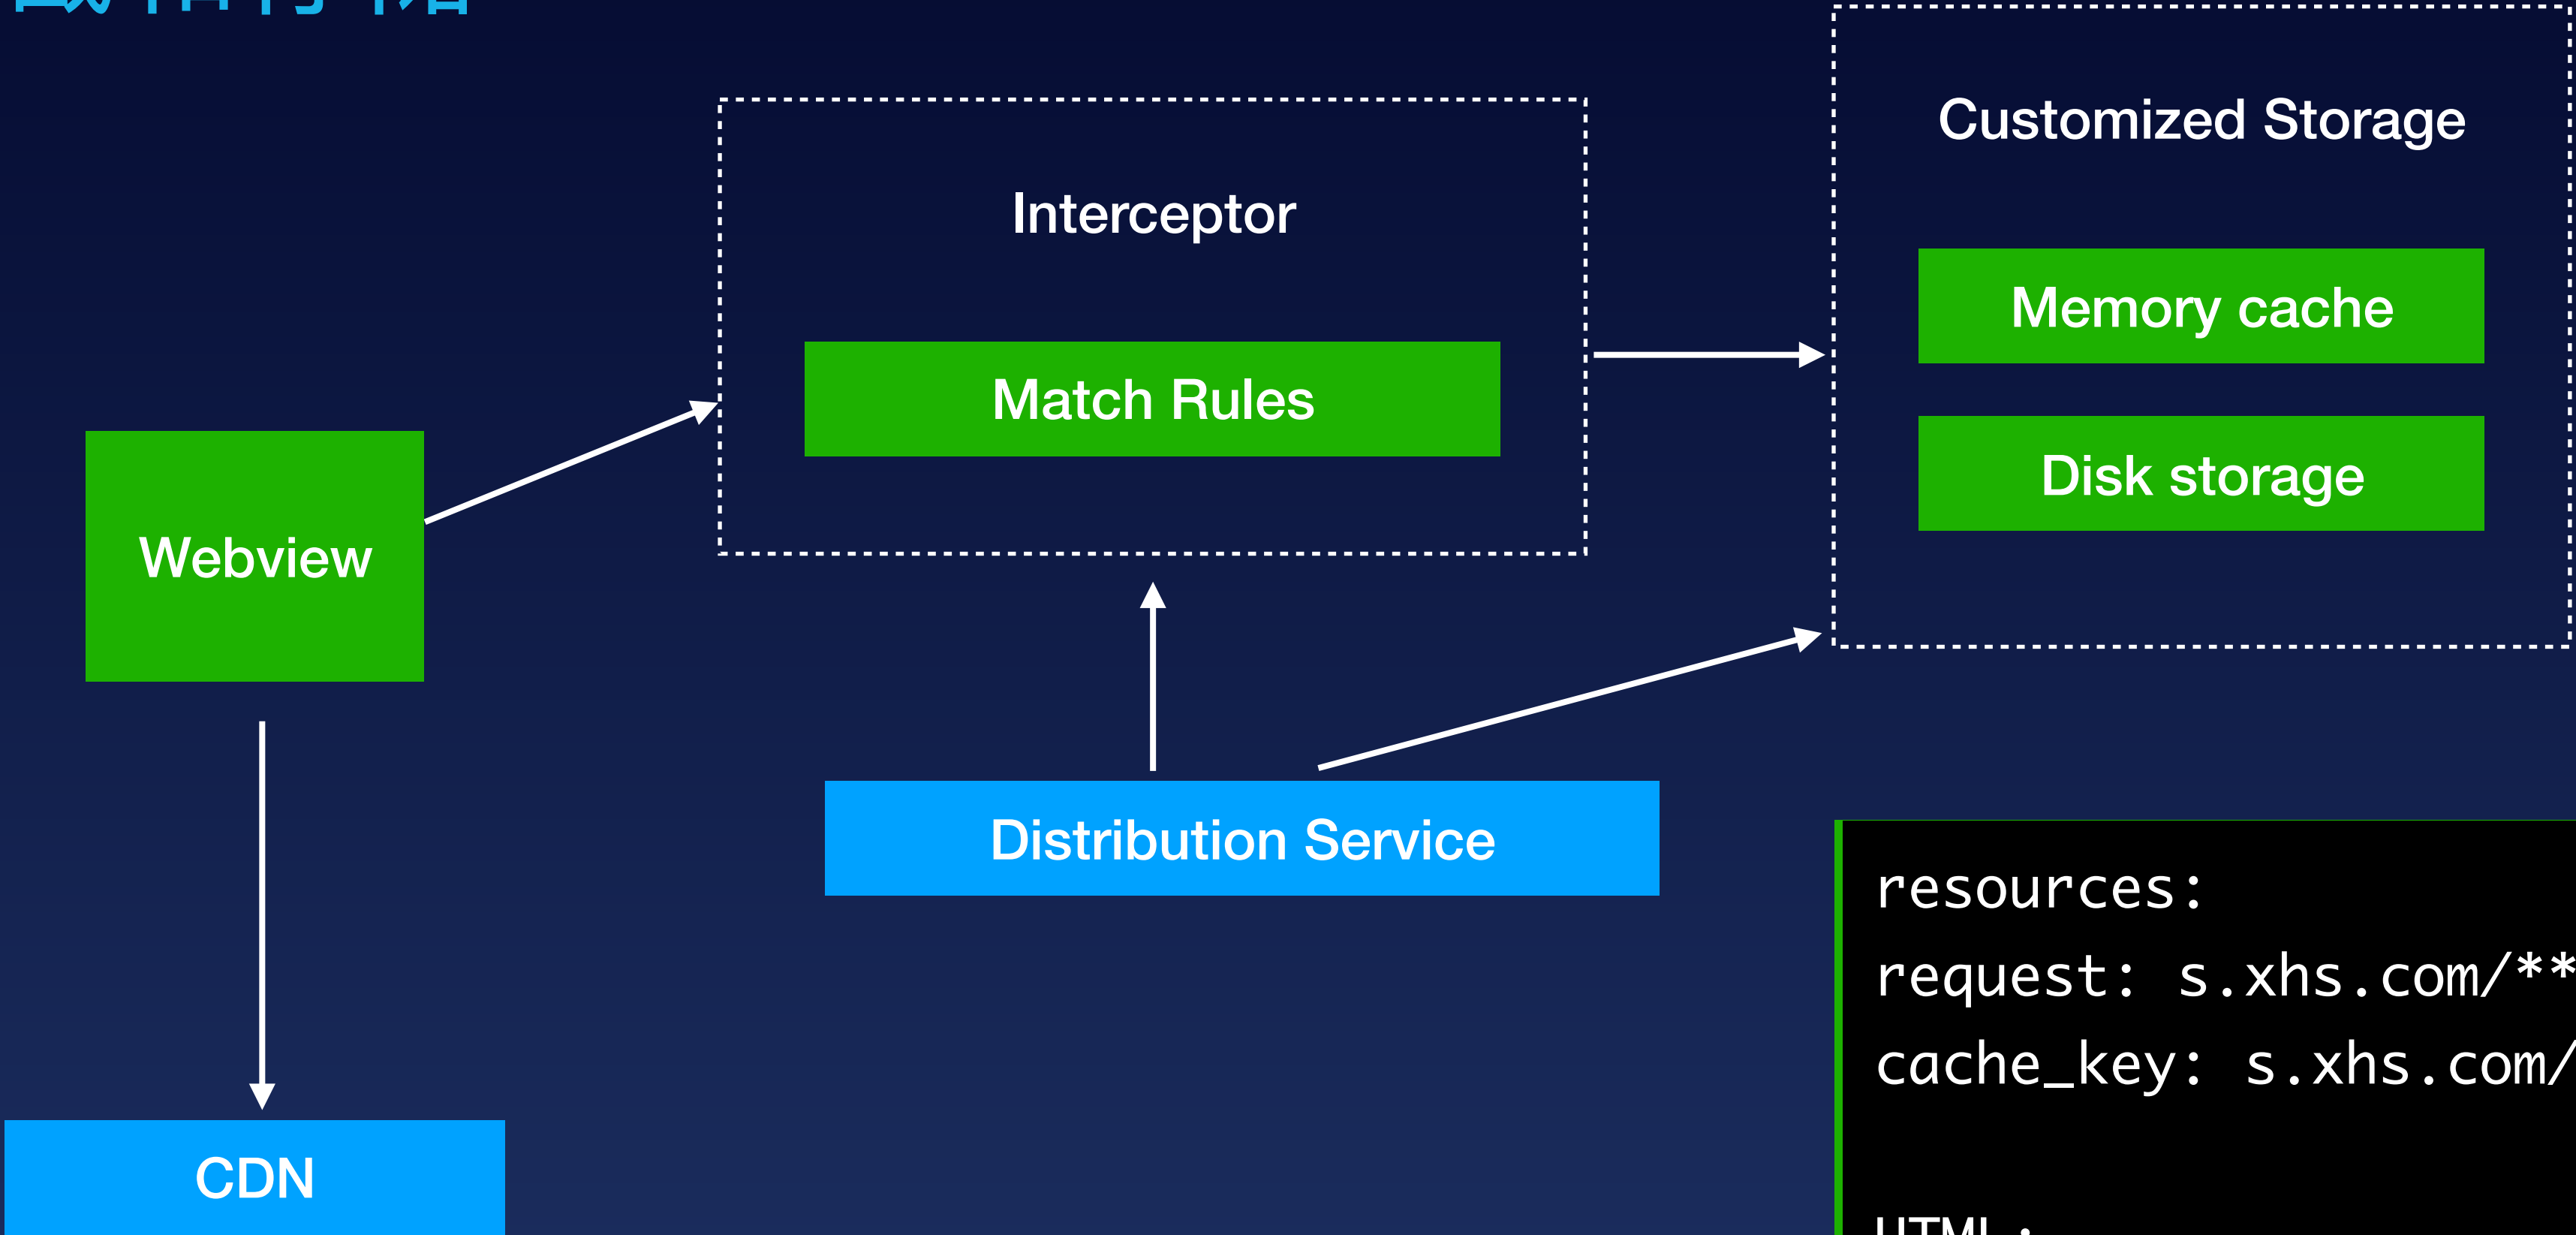 Customized Storage
Interceptor
Memory cache
Match Rules
Disk storage
Webview
Distribution Service
resources:
request: s.xhs.com/**
cache_key: s.xhs.com/
CDN
HTML: